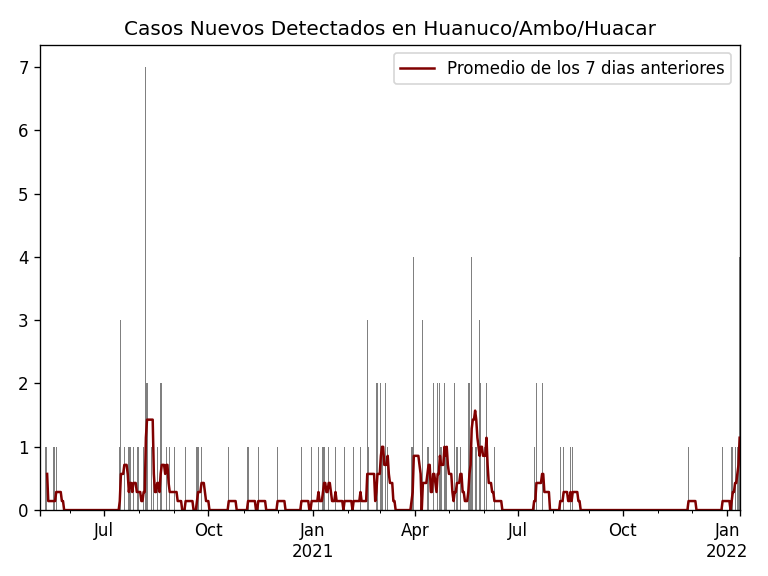 Casos Nuevos Detectados en Huanuco/Ambo/Huacar
Promedio de los 7 dias anteriores
7
6
5
4
3
2
1
0
Jul
Oct
Jan
2021
Apr
Jul
Oct
Jan
2022